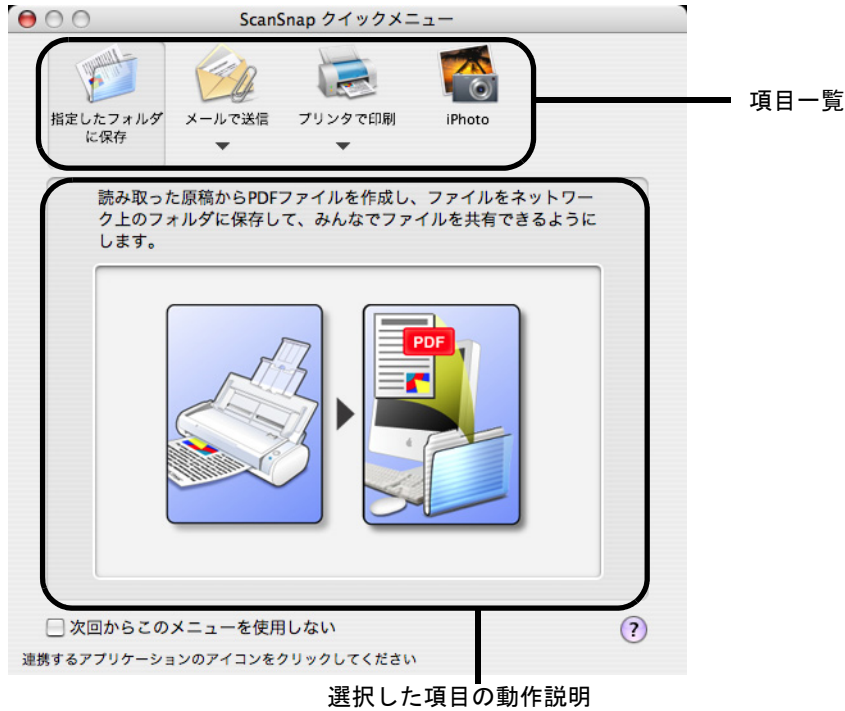 ScanSnap クイックメニュー
指定したフォルダ
に保存
メールで送信
プリンタで印刷
iPhoto
項目一覧
読み取った原稿からPDFファイルを作成し、ファイルをネットワー
ク上のフォルダに保存して、みんなでファイルを共有できるように
します。
PDF
次回からこのメニューを使用しない
?
連携するアプリケーションのアイコンをクリックしてください
選択した項目の動作説明